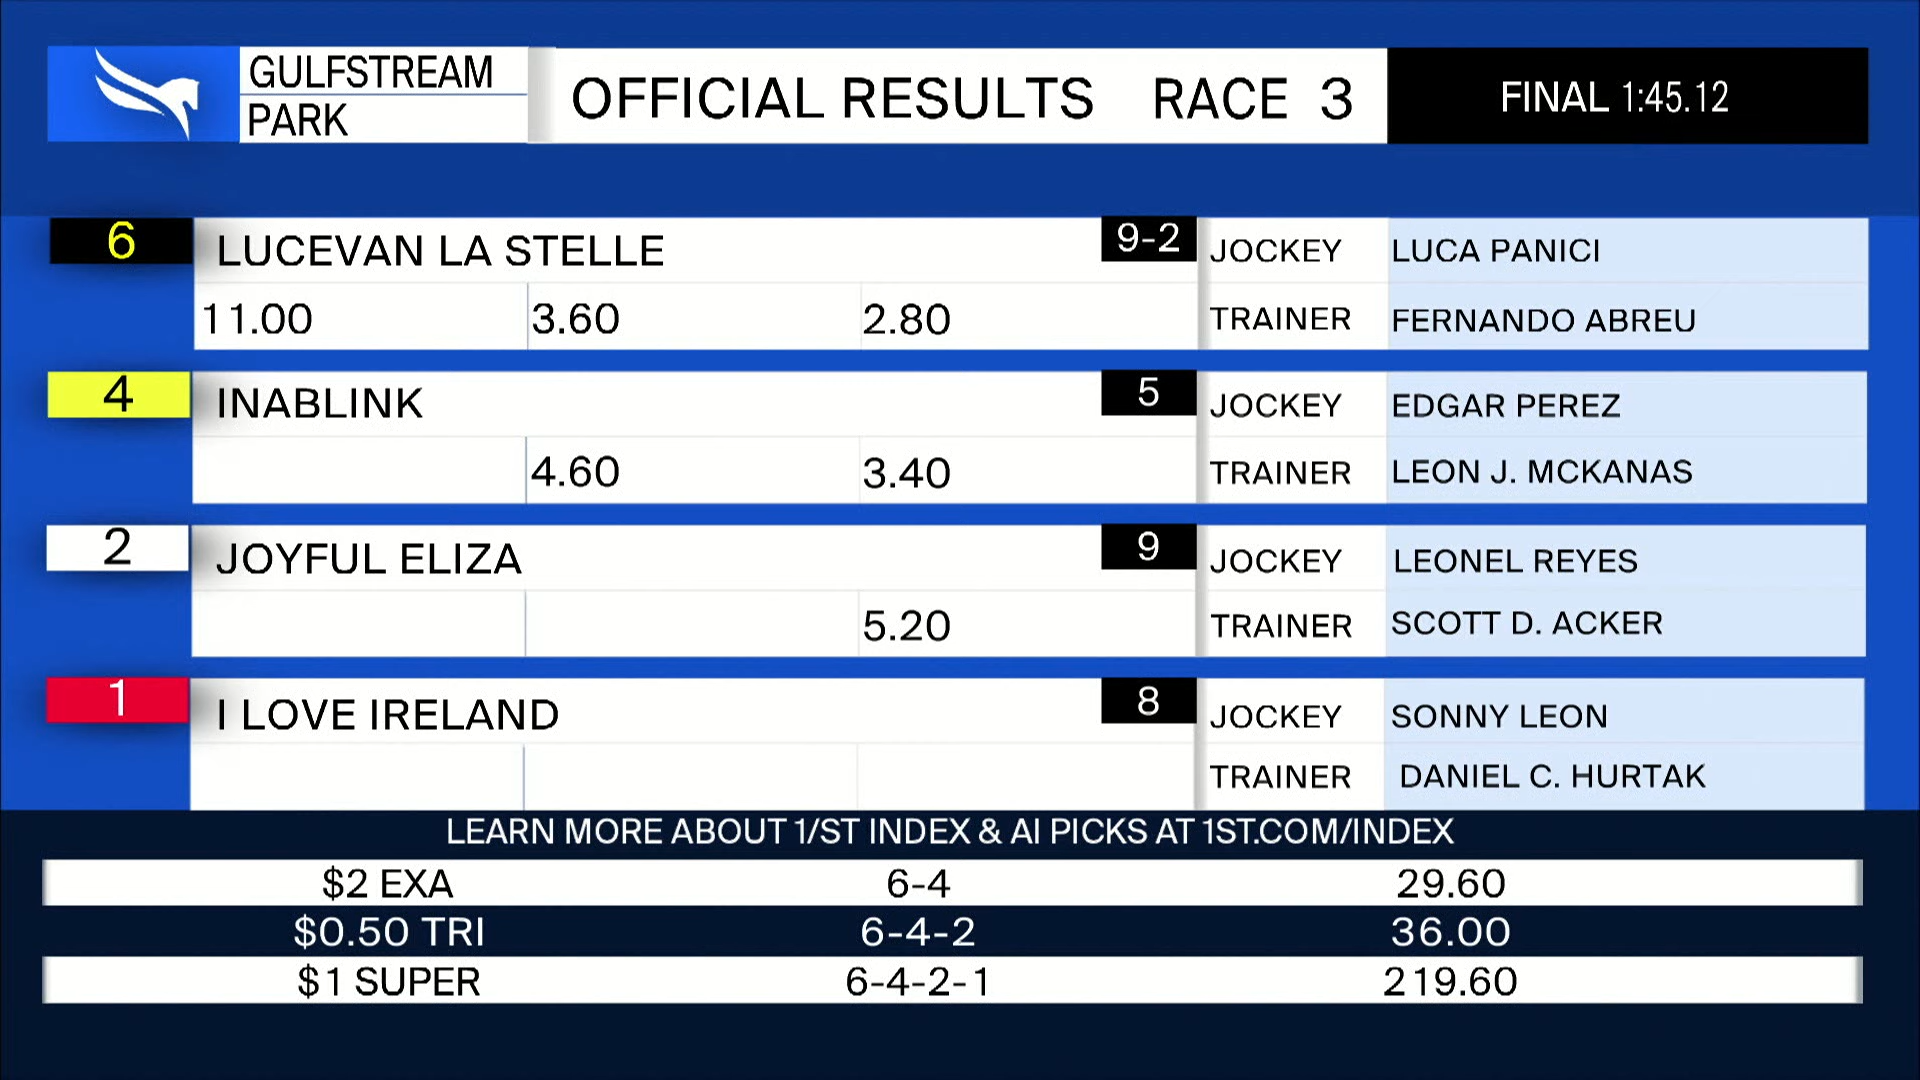 GULFSTREAM
PARK
OFFICIAL RESULTS RACE 3
FINAL 1:45.12
6 LUCEVAN LA STELLE 9-2 JOCKEY LUCA PANICI
11.00 3.60 2.80 TRAINER FERNANDO ABREU
4 INABLINK 5 JOCKEY EDGAR PEREZ
4.60 3.40 TRAINER LEON J. MCKANAS
2 JOYFUL ELIZA 9 JOCKEY LEONEL REYES
5.20 TRAINER SCOTT D. ACKER
1 I LOVE IRELAND 8 JOCKEY SONNY LEON
TRAINER DANIEL C. HURTAK
LEARN MORE ABOUT 1/ST INDEX & AI PICKS AT 1ST.COM/INDEX
$2 EXA 6-4 29.60
$0.50 TRI 6-4-2 36.00
$1 SUPER 6-4-2-1 219.60